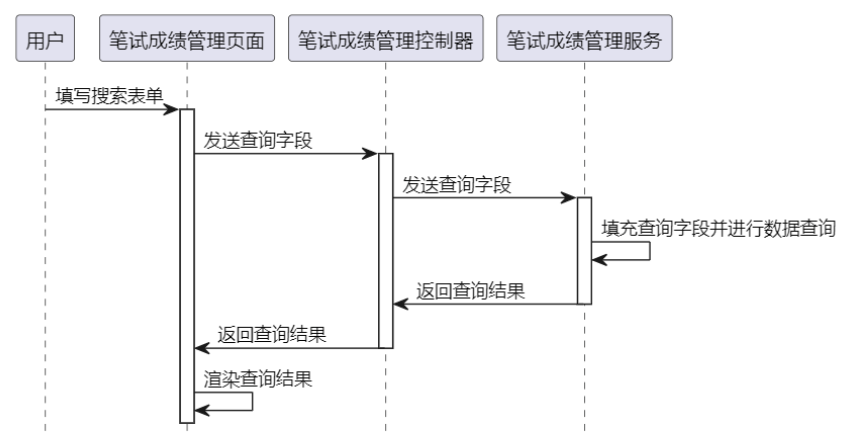 用户
笔试成绩管理页面
笔试成绩管理控制器
笔试成绩管理服务
填写搜索表单
发送查询字段
发送查询字段
填充查询字段并进行数据查询
返回查询结果
返回查询结果
渲染查询结果